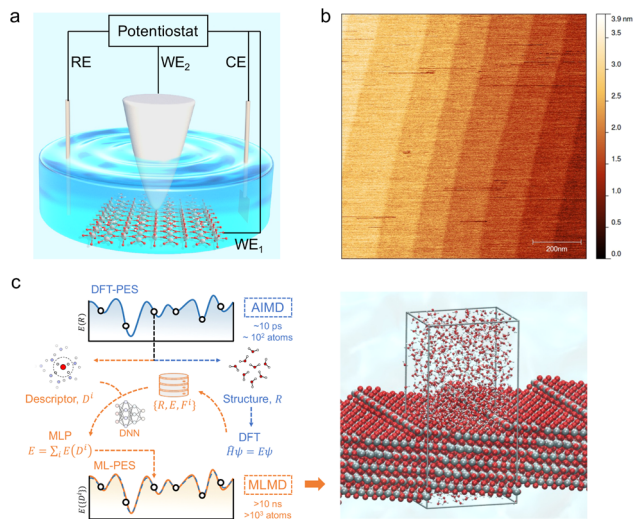 a
Potentiostat
RE
WE₂
CE
WE₁
b
3.9 nm
3.5
3.0
2.5
2.0
1.5
1.0
0.5
0.0
200nm
c
DFT-PES
E(R)
AIMD
~10 ps
~ 10² atoms
Descriptor, Dⁱ
DNN
{R, E, Fⁱ}
Structure, R
MLP
E = ∑ᵢ E(Dⁱ)
DFT
Ĥψ = Eψ
ML-PES
E({Dⁱ})
MLMD
>10 ns
>10³ atoms